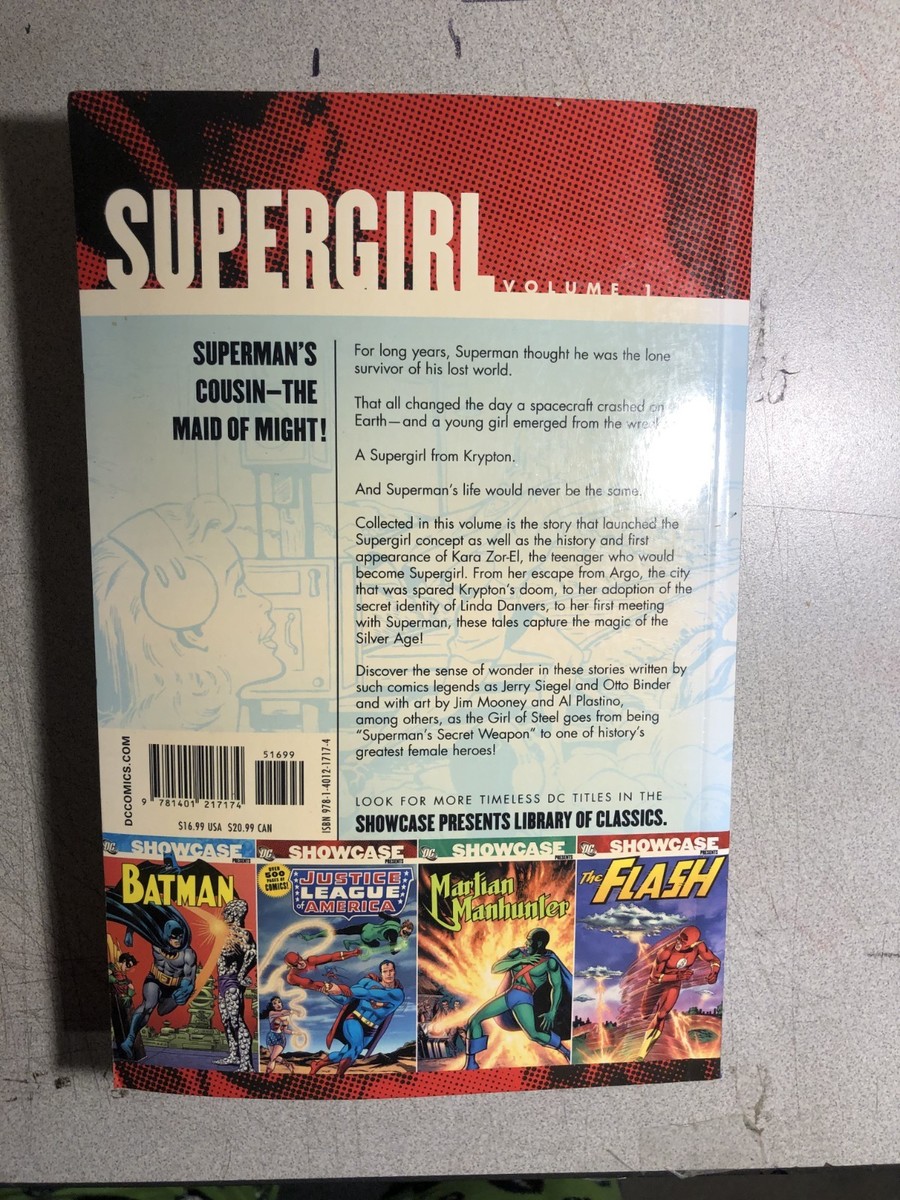 SUPERGIRL
VOLUME 1
SUPERMAN'S
COUSIN—THE
MAID OF MIGHT!
For long years, Superman thought he was the lone
survivor of his lost world.
That all changed the day a spacecraft crashed on
Earth—and a young girl emerged from the
A Supergirl from Krypton.
And Superman's life would never be the same.
Collected in this volume is the story that launched the
Supergirl concept as well as the history and first
appearance of Kara Zor-El, the teenager who would
become Supergirl. From her escape from Argo, the city
that was spared Krypton's doom, to her adoption of the
secret identity of Linda Danvers, to her first meeting
with Superman, these tales capture the magic of the
Silver Age!
Discover the sense of wonder in these stories written by
such comics legends as Jerry Siegel and Otto Binder
and with art by Jim Mooney and Al Plastino,
among others, as the Girl of Steel goes from being
"Superman's Secret Weapon" to one of history's
greatest female heroes!
LOOK FOR MORE TIMELESS DC TITLES IN THE
SHOWCASE PRESENTS LIBRARY OF CLASSICS.
DCCOMICS.COM
51699
9 781401 217174
$16.99 USA $20.99 CAN
ISBN 978-1-4012-1717-4
DC SHOWCASE PRESENTS
BATMAN
DC SHOWCASE PRESENTS
OVER
500
PAGES OF
COMICS!
JUSTICE
LEAGUE
of AMERICA
DC SHOWCASE PRESENTS
Martian
Manhunter
DC SHOWCASE PRESENTS
The FLASH